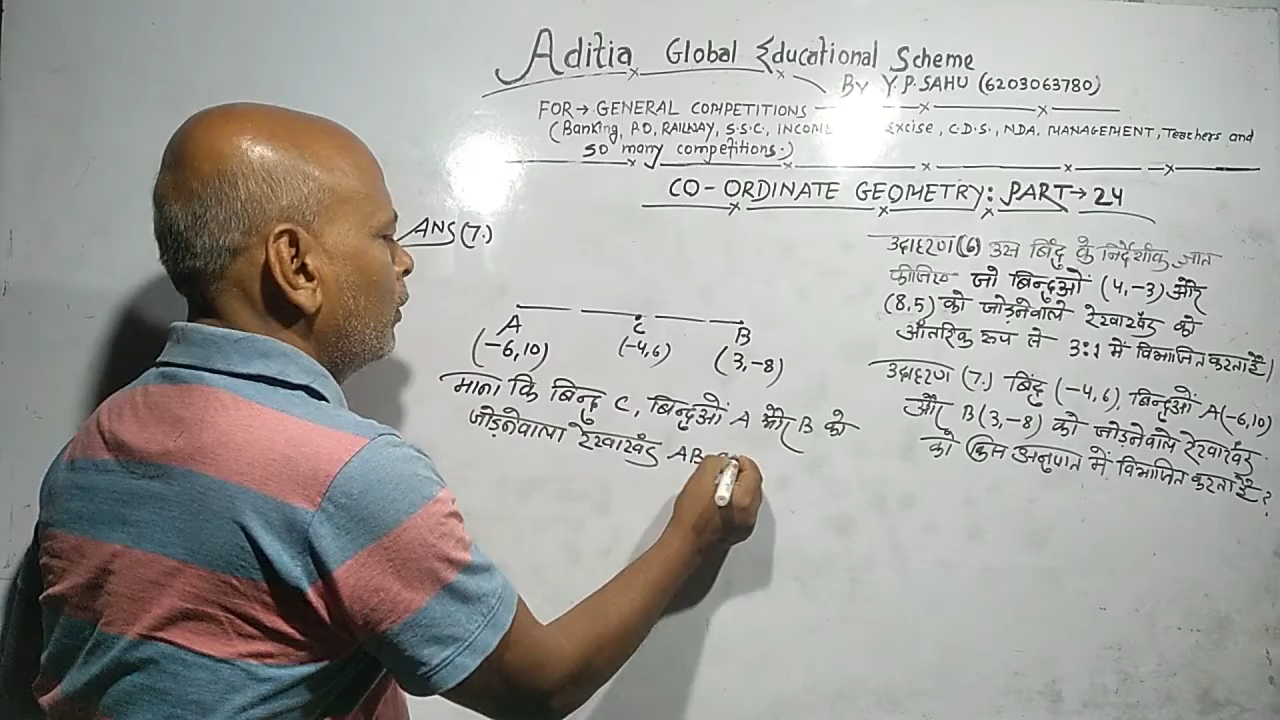 Aditia Global Educational Scheme
By Y.P. SAHU (6203063780)
FOR → GENERAL COMPETITIONS
(Banking, P.O, RAILWAY, S.S.C., INCOME Excise, C.D.S., NDA, MANAGEMENT, Teachers and
so many competitions.)
CO-ORDINATE GEOMETRY: PART → 24
ANS (7.)
A C B
(-6,10) (-4,6) (3,-8)
माना कि बिन्दु C, बिन्दुओं A और B को
जोड़नेवाला रेखाखंड AB
उदाहरण (6) उस बिंदु के निर्देशांक ज्ञात
कीजिए जो बिन्दुओं (4,-3) और
(8,5) को जोड़नेवाले रेखाखंड को
आंतरिक रूप से 3:1 में विभाजित करता है।
उदाहरण (7.) बिंदु (-4,6), बिन्दुओं A(-6,10)
और B(3,-8) को जोड़नेवाले रेखाखंड
को किस अनुपात में विभाजित करता है?